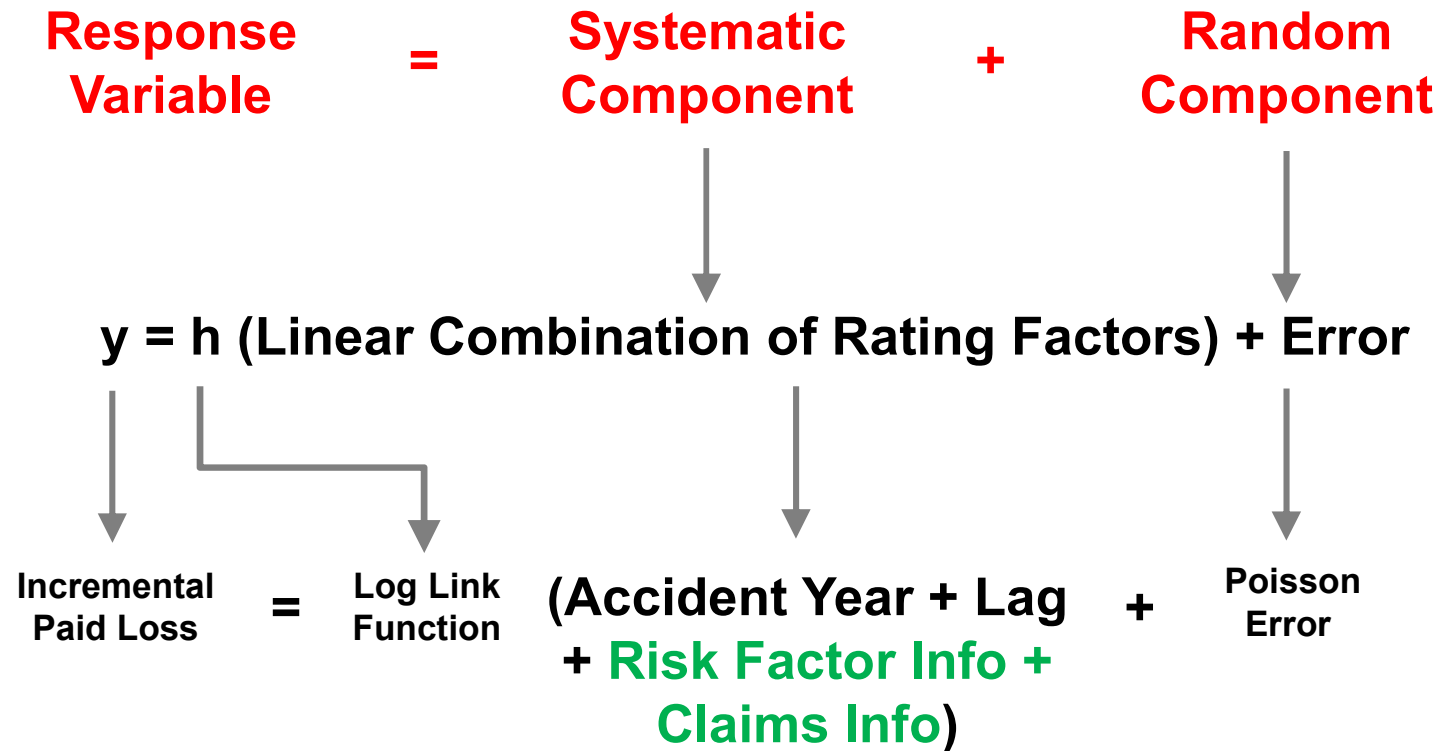 Response Variable = Systematic Component + Random Component
y = h (Linear Combination of Rating Factors) + Error
Incremental Paid Loss = Log Link Function (Accident Year + Lag + Risk Factor Info + Claims Info) + Poisson Error